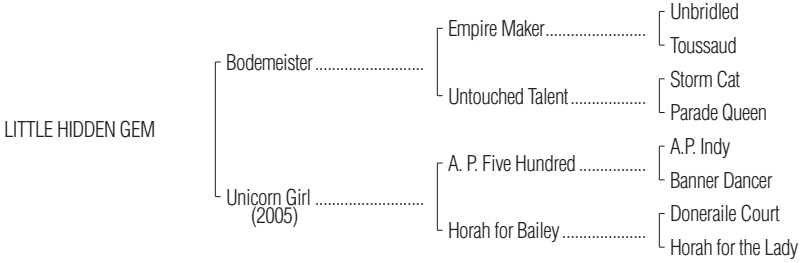 Unbridled
Empire Maker........................
Toussaud
Bodemeister..........................
Storm Cat
Untouched Talent..................
Parade Queen
LITTLE HIDDEN GEM
A.P. Indy
A. P. Five Hundred ................
Banner Dancer
Unicorn Girl ..........................
(2005)
Doneraile Court
Horah for Bailey....................
Horah for the Lady